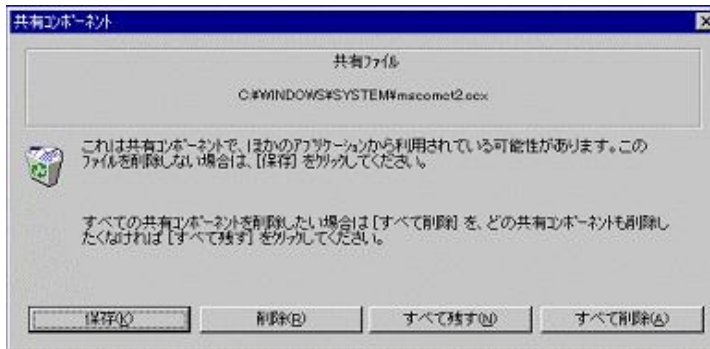 共有ｺﾝﾎﾟｰﾈﾝﾄ
共有ﾌｧｲﾙ
C:¥WINDOWS¥SYSTEM¥mscomct2.ocx
これは共有ｺﾝﾎﾟｰﾈﾝﾄで、ほかのｱﾌﾟﾘｹｰｼｮﾝから利用されている可能性があります。この
ﾌｧｲﾙを削除しない場合は、[保存] をｸﾘｯｸしてください。
すべての共有ｺﾝﾎﾟｰﾈﾝﾄを削除したい場合は [すべて削除] を、どの共有ｺﾝﾎﾟｰﾈﾝﾄも削除し
たくなければ [すべて残す] をｸﾘｯｸしてください。
保存(K)
削除(R)
すべて残す(N)
すべて削除(A)